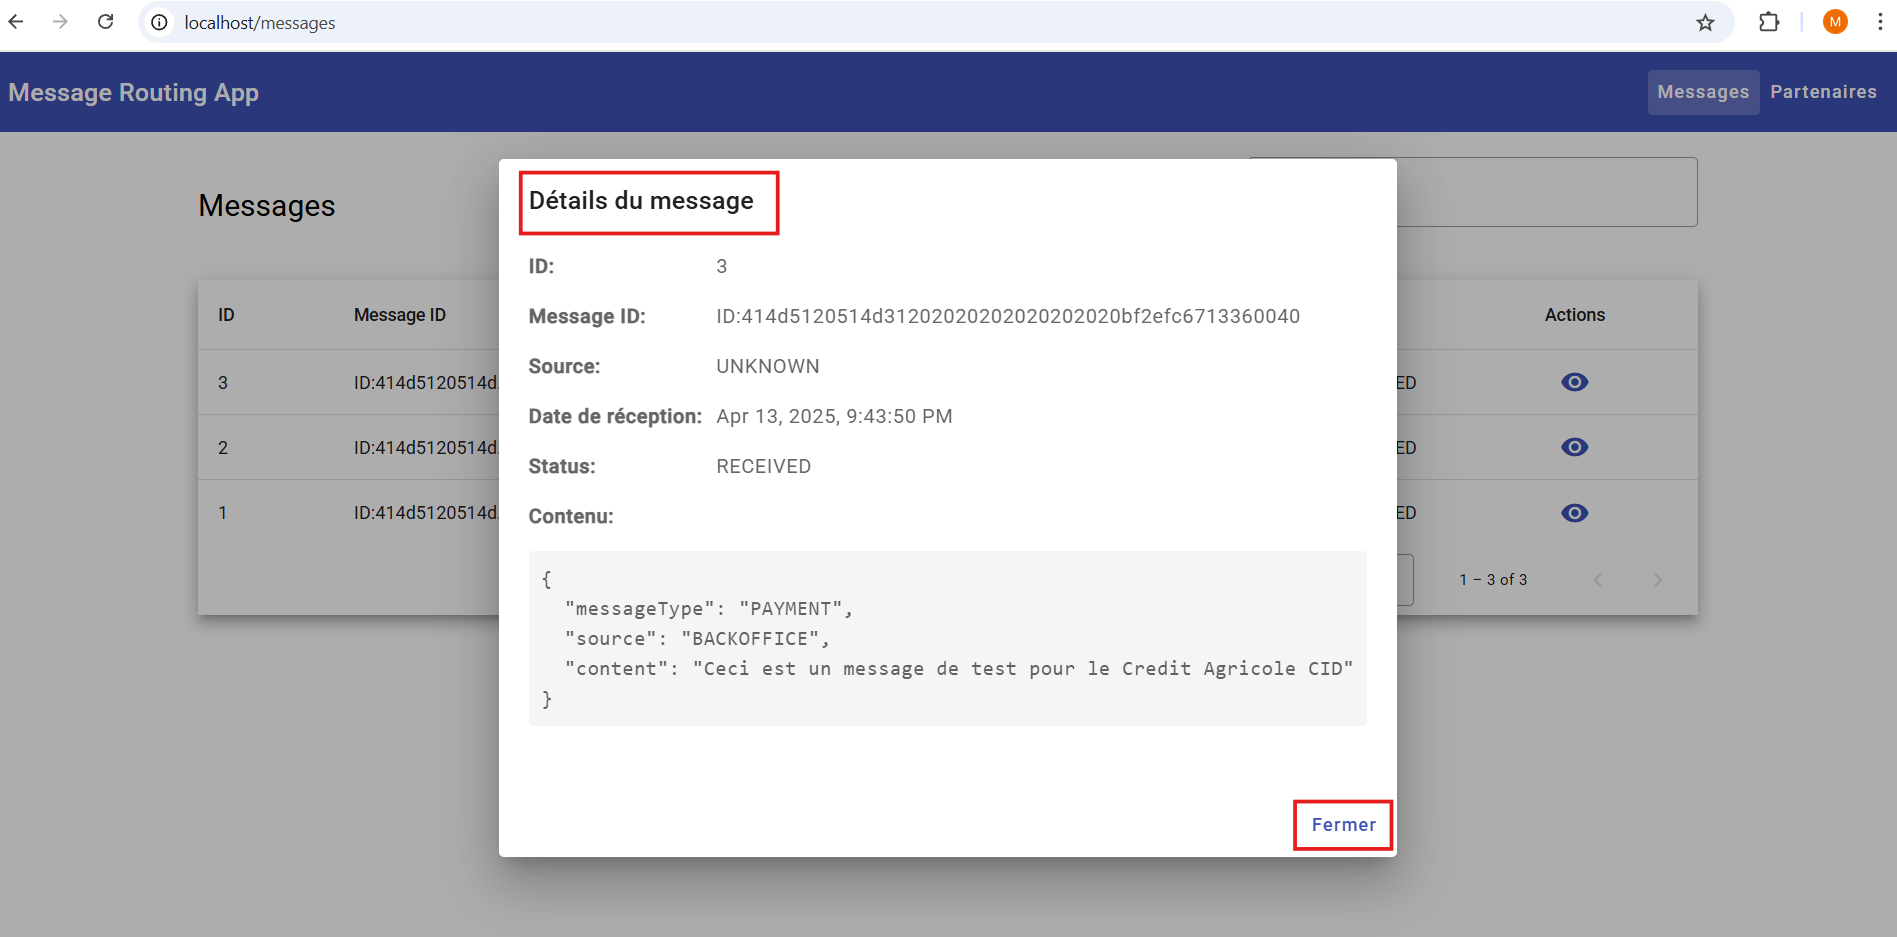 localhost/messages
M
Message Routing App
Messages Partenaires
Messages
Détails du message
ID: 3
Message ID: ID:414d5120514d31202020202020202020bf2efc6713360040
Source: UNKNOWN
Date de réception: Apr 13, 2025, 9:43:50 PM
Status: RECEIVED
Contenu:
{
"messageType": "PAYMENT",
"source": "BACKOFFICE",
"content": "Ceci est un message de test pour le Credit Agricole CID"
}
Fermer
ID Message ID Actions
3 ID:414d5120514d ED
2 ID:414d5120514d ED
1 ID:414d5120514d ED
1 – 3 of 3